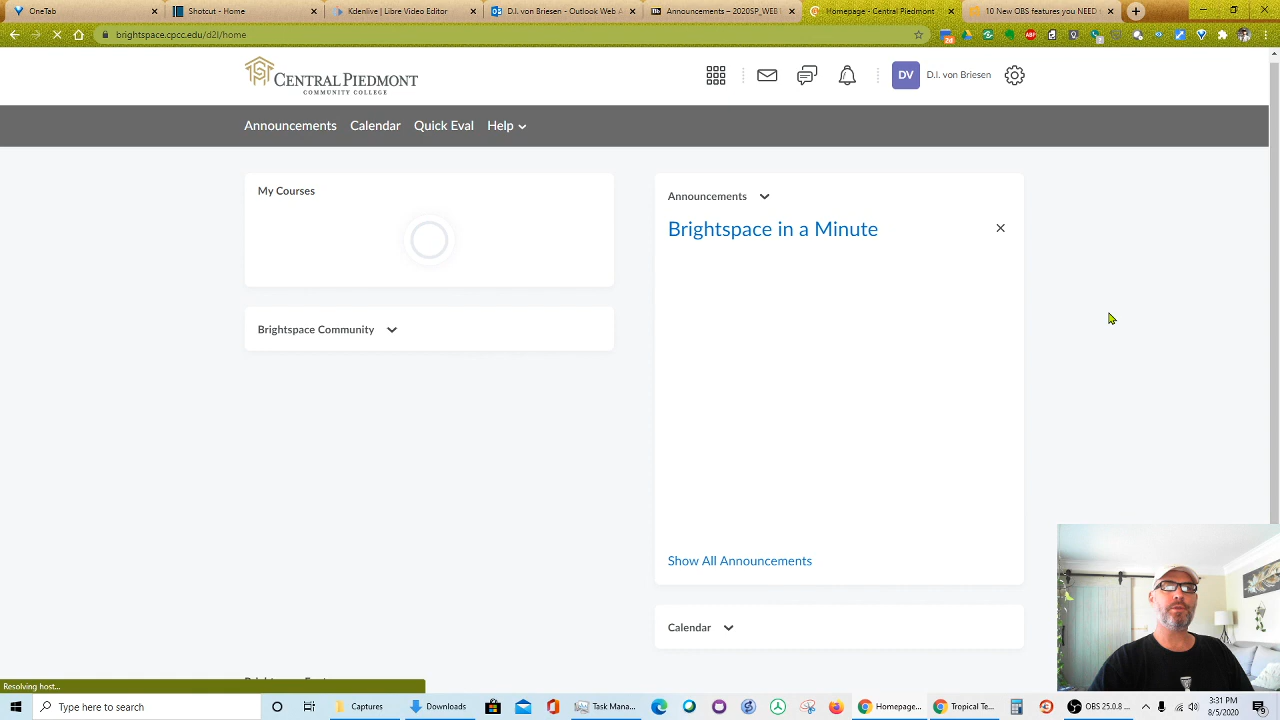 OneTab
Shotcut - Home
Kdenlive | Libre Video Editor
D.I. von Briesen - Outlook Web A
Announcements – 2020SP_WEB
Homepage - Central Piedmont
10 New OBS features you NEED
brightspace.cpcc.edu/d2l/home
CENTRAL PIEDMONT
COMMUNITY COLLEGE
DV
D.I. von Briesen
Announcements
Calendar
Quick Eval
Help
My Courses
Announcements
Brightspace in a Minute
Brightspace Community
Show All Announcements
Calendar
Resolving host...
Type here to search
Captures
Downloads
Task Mana...
Homepage...
Tropical Te...
OBS 25.0.8 ...
3:31 PM
8/5/2020